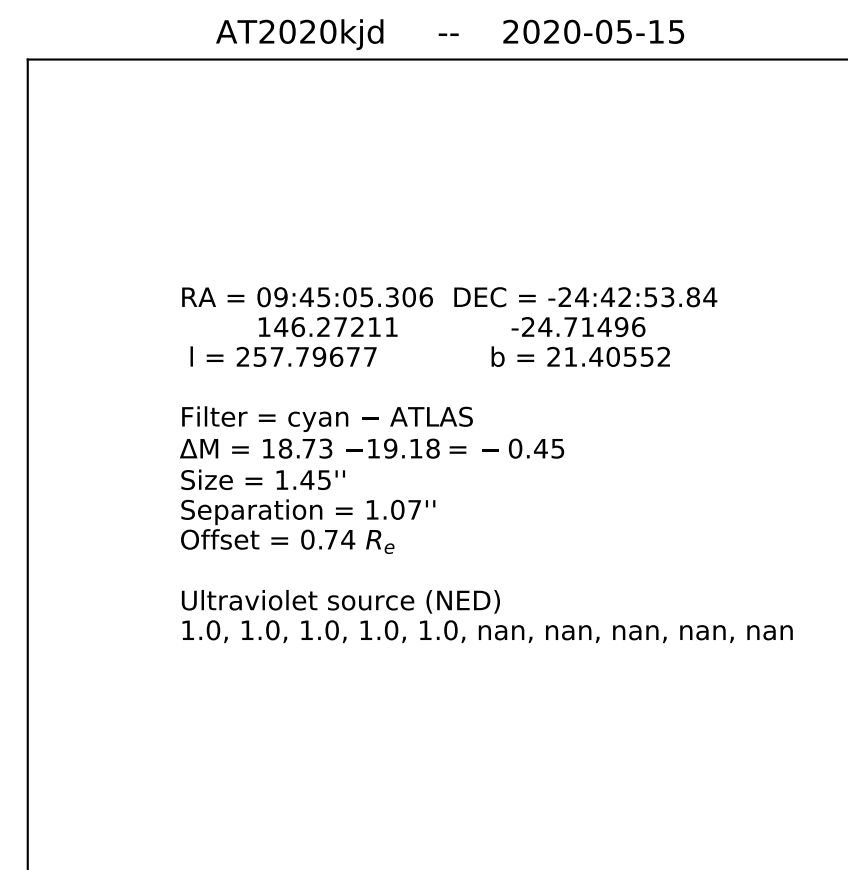 AT2020kjd -- 2020-05-15
RA = 09:45:05.306 DEC = -24:42:53.84
146.27211 -24.71496
l = 257.79677 b = 21.40552
Filter = cyan − ATLAS
ΔM = 18.73 −19.18 = − 0.45
Size = 1.45''
Separation = 1.07''
Offset = 0.74 Re
Ultraviolet source (NED)
1.0, 1.0, 1.0, 1.0, 1.0, nan, nan, nan, nan, nan